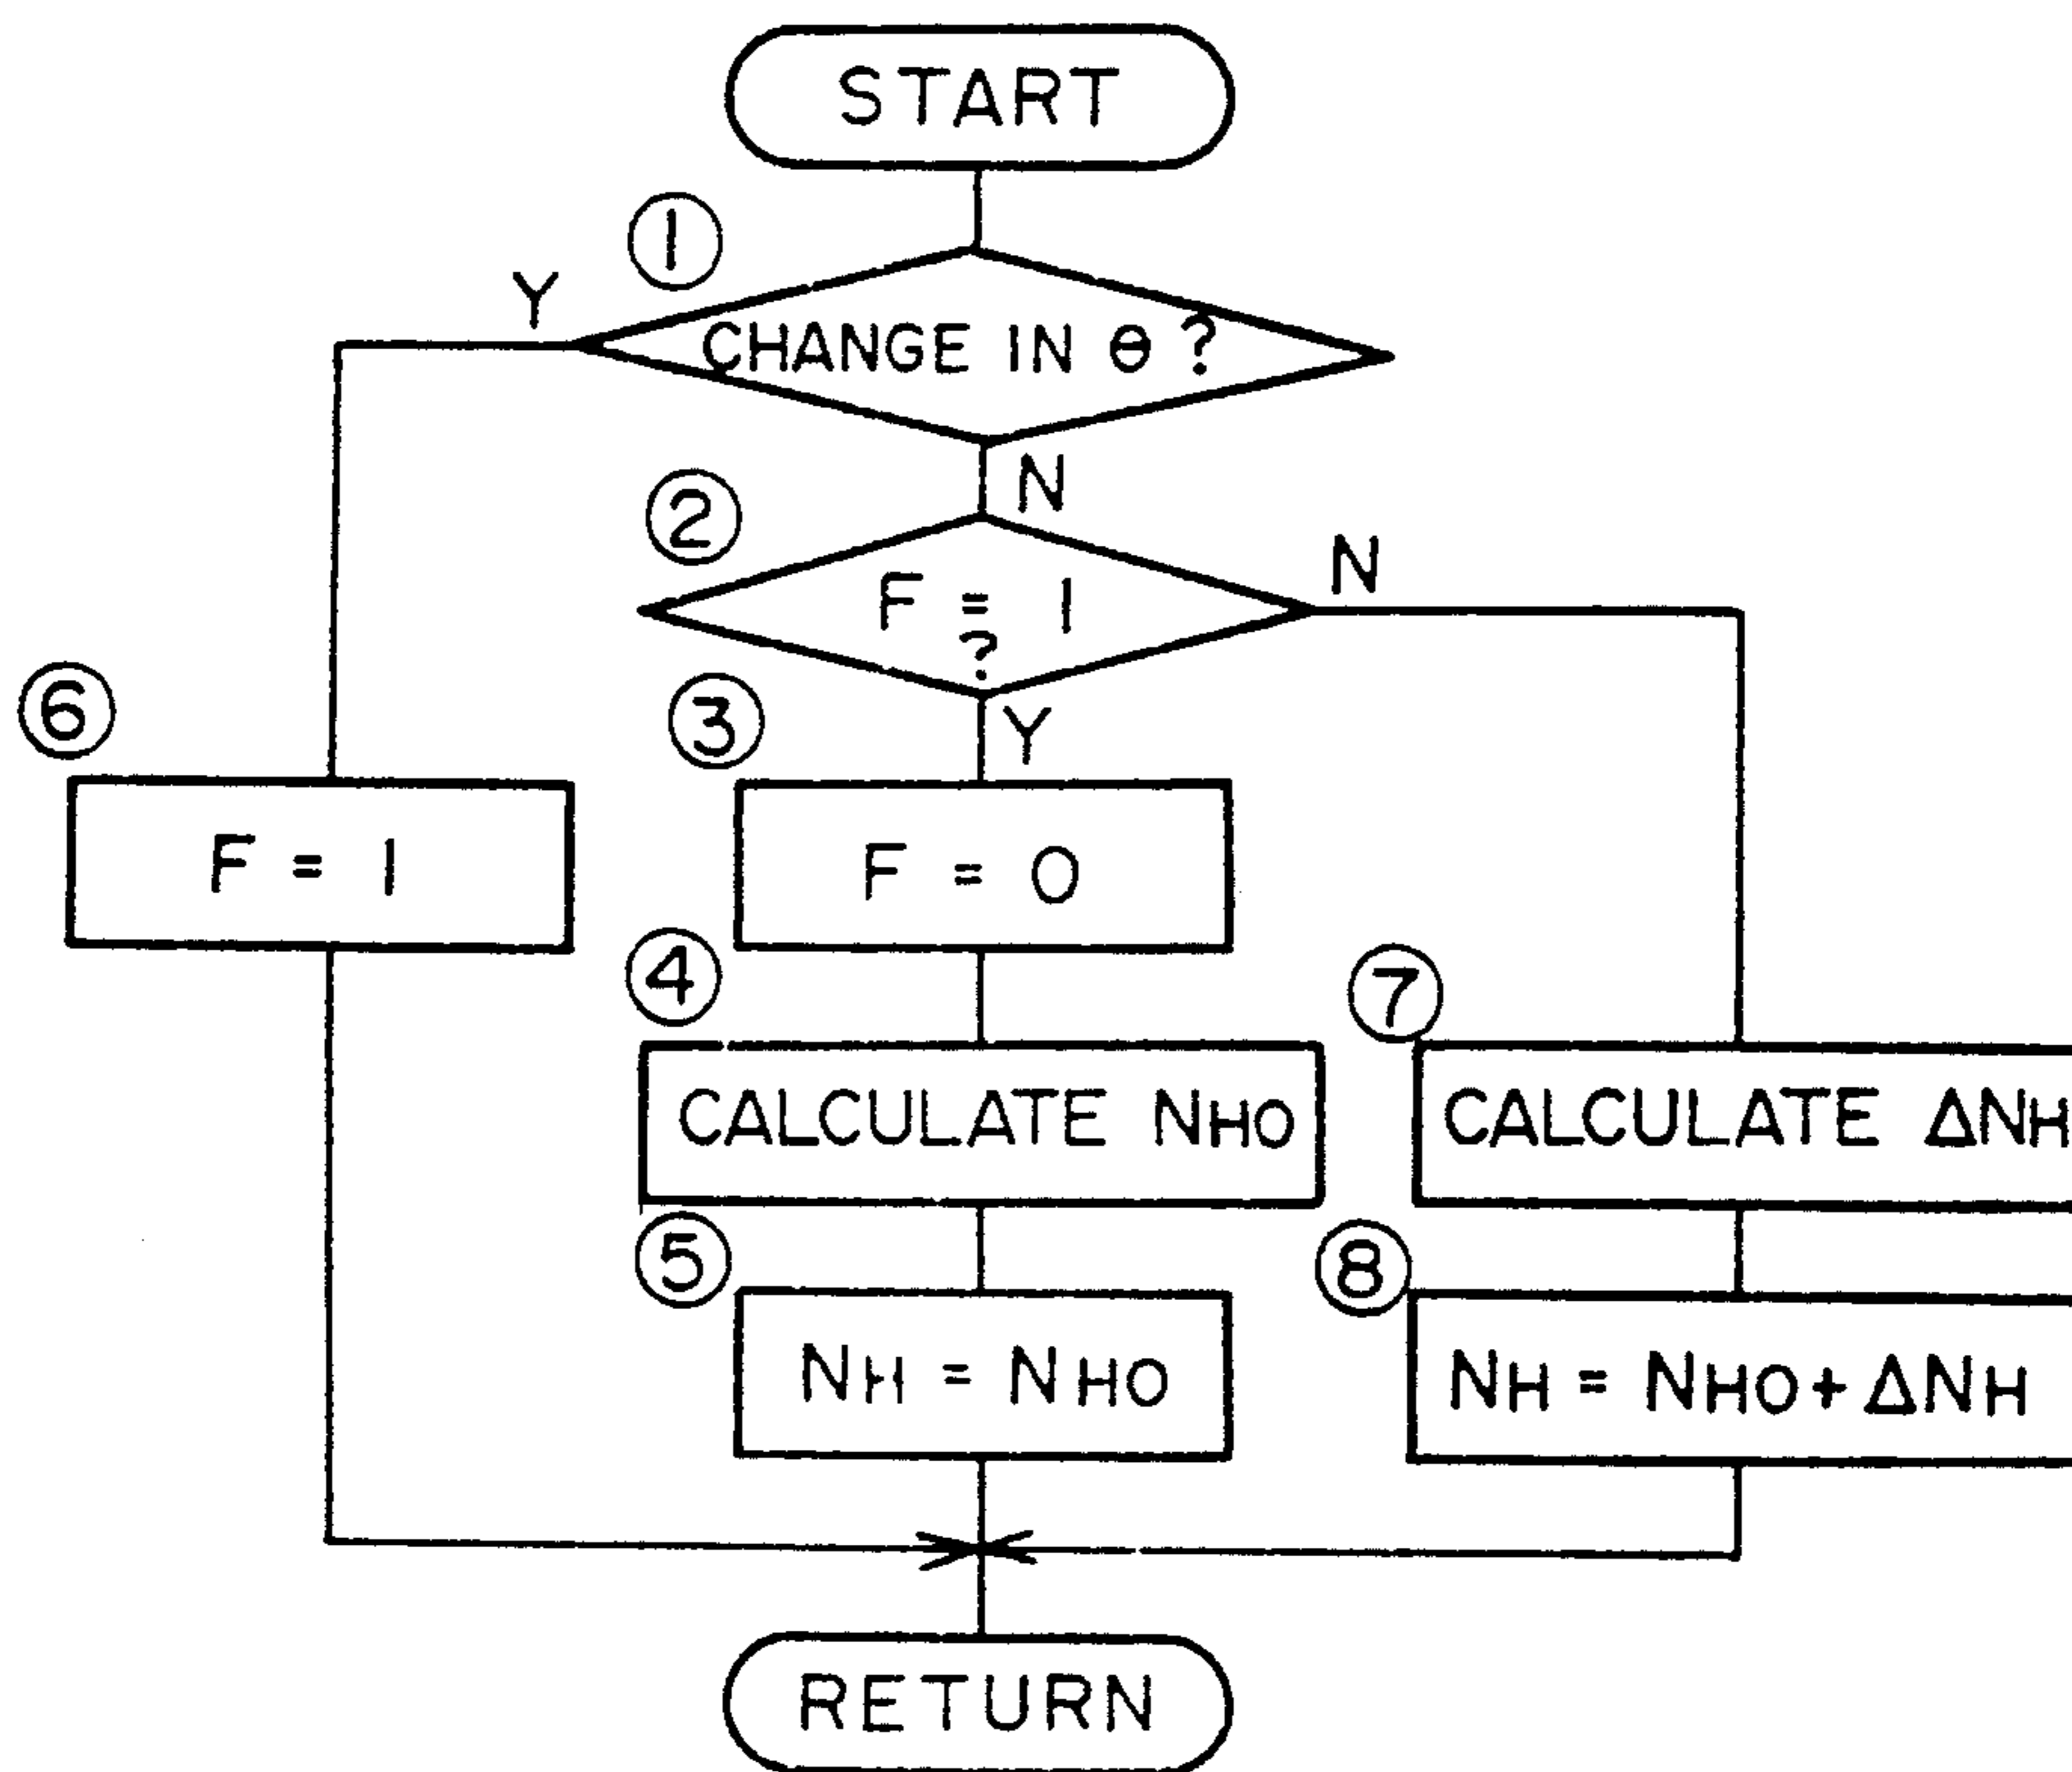 START
①
Y
CHANGE IN θ ?
N
②
N
F = 1
?
③
Y
⑥
F = 1
F = 0
④
⑦
CALCULATE NHO
CALCULATE ΔNH
⑤
⑧
NH = NHO
NH = NHO + ΔNH
RETURN